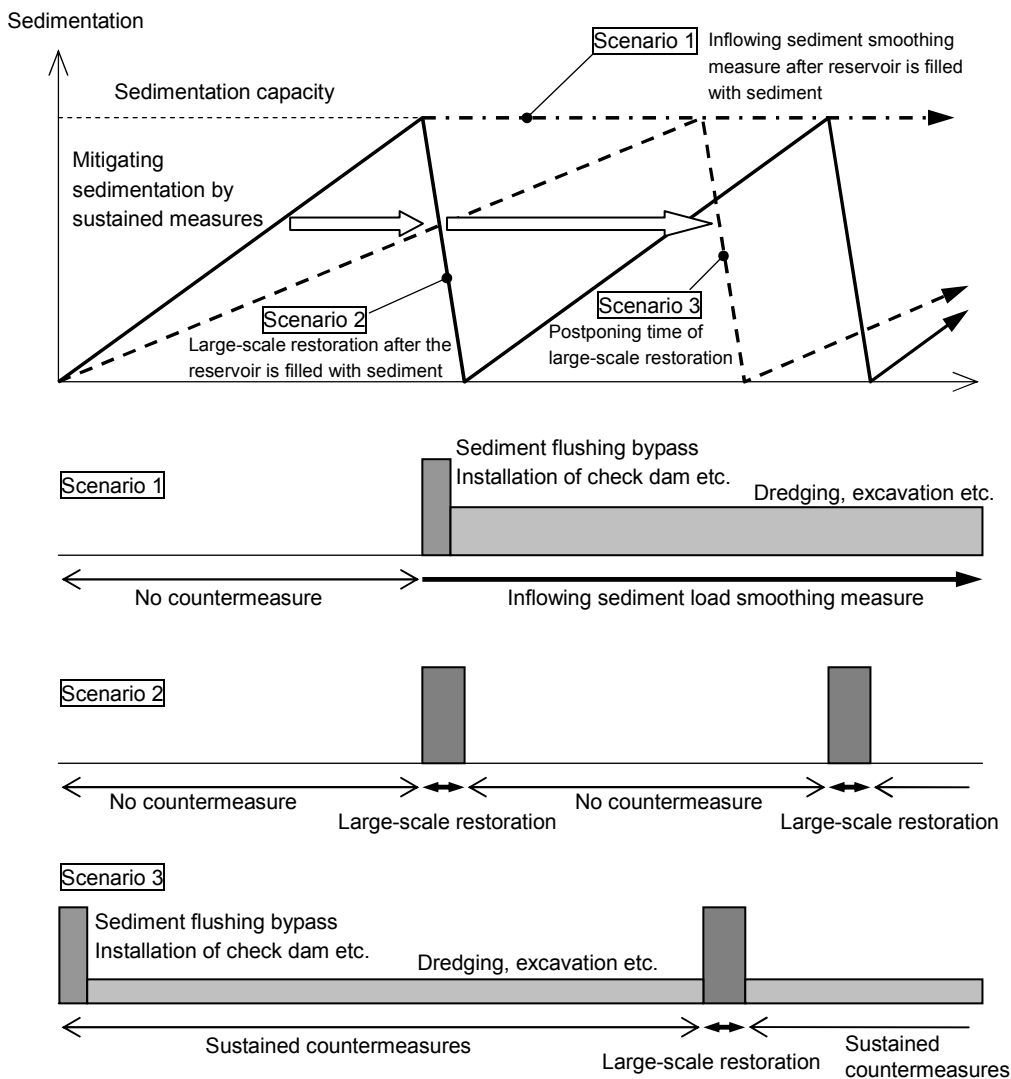 Sedimentation
Scenario 1
Inflowing sediment smoothing
measure after reservoir is filled
with sediment
Sedimentation capacity
Mitigating
sedimentation by
sustained measures
Scenario 2
Large-scale restoration after the
reservoir is filled with sediment
Scenario 3
Postponing time of
large-scale restoration
Scenario 1
Sediment flushing bypass
Installation of check dam etc.
Dredging, excavation etc.
No countermeasure
Inflowing sediment load smoothing measure
Scenario 2
No countermeasure
Large-scale restoration
No countermeasure
Large-scale restoration
Scenario 3
Sediment flushing bypass
Installation of check dam etc.
Dredging, excavation etc.
Sustained countermeasures
Large-scale restoration
Sustained
countermeasures